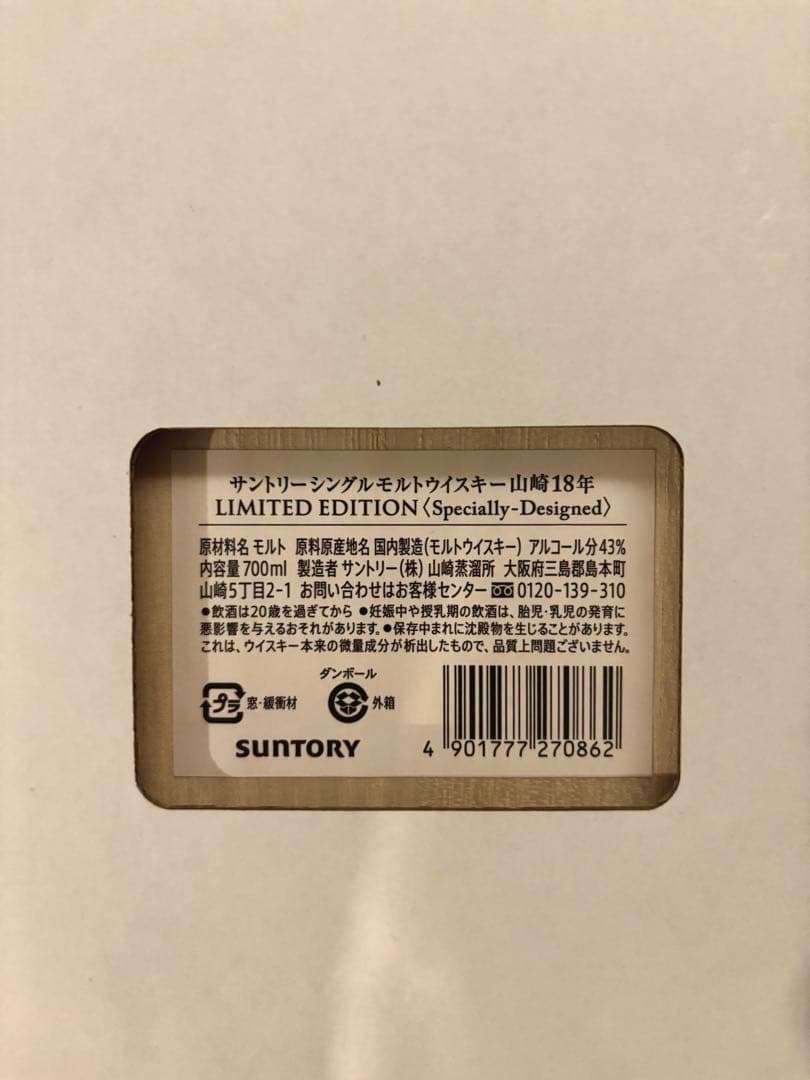 サントリーシングルモルトウイスキー山崎18年
LIMITED EDITION〈Specially-Designed〉
原材料名 モルト 原料原産地名 国内製造(モルトウイスキー) アルコール分43%
内容量700ml 製造者 サントリー(株) 山崎蒸溜所 大阪府三島郡島本町
山崎5丁目2-1 お問い合わせはお客様センター 0120-139-310
●飲酒は20歳を過ぎてから ●妊娠中や授乳期の飲酒は、胎児・乳児の発育に
悪影響を与えるおそれがあります。●保存中まれに沈殿物を生じることがあります。
これは、ウイスキー本来の微量成分が析出したもので、品質上問題ございません。
ダンボール
プラ 窓・緩衝材 外箱
SUNTORY
4 901777 270862